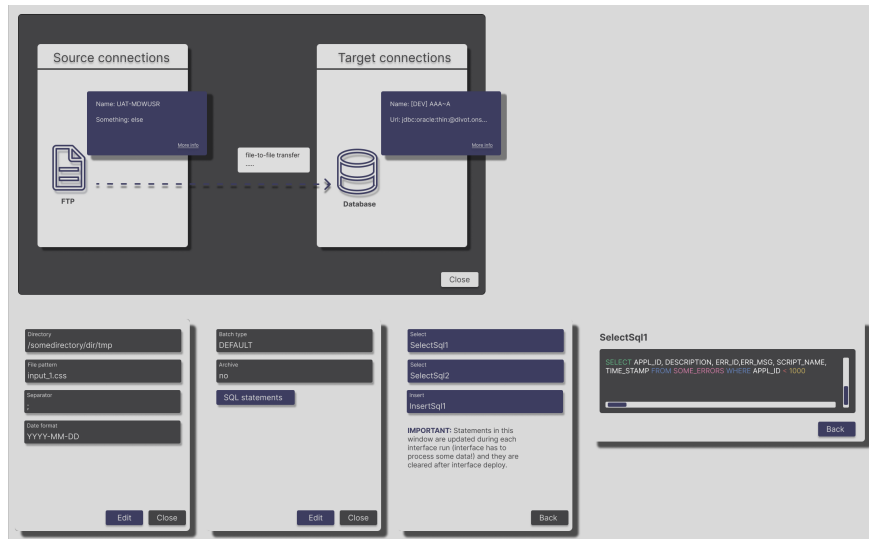 Source connections
Target connections
Name: UAT-MDWUSR
Something: else
More info
Name: [DEV] AAA~A
Url: jdbc:oracle:thin:@divot.ons...
More info
file-to-file transfer
.....
FTP
Database
Close
Directory
/somedirectory/dir/tmp
File pattern
input_1.css
Separator
;
Date format
YYYY-MM-DD
Edit
Close
Batch type
DEFAULT
Archive
no
SQL statements
Edit
Close
Select
SelectSql1
Select
SelectSql2
Insert
InsertSql1
IMPORTANT: Statements in this
window are updated during each
interface run (interface has to
process some data!) and they are
cleared after interface deploy.
Back
SelectSql1
SELECT APPL_ID, DESCRIPTION, ERR_ID,ERR_MSG, SCRIPT_NAME,
TIME_STAMP FROM SOME_ERRORS WHERE APPL_ID < 1000
Back